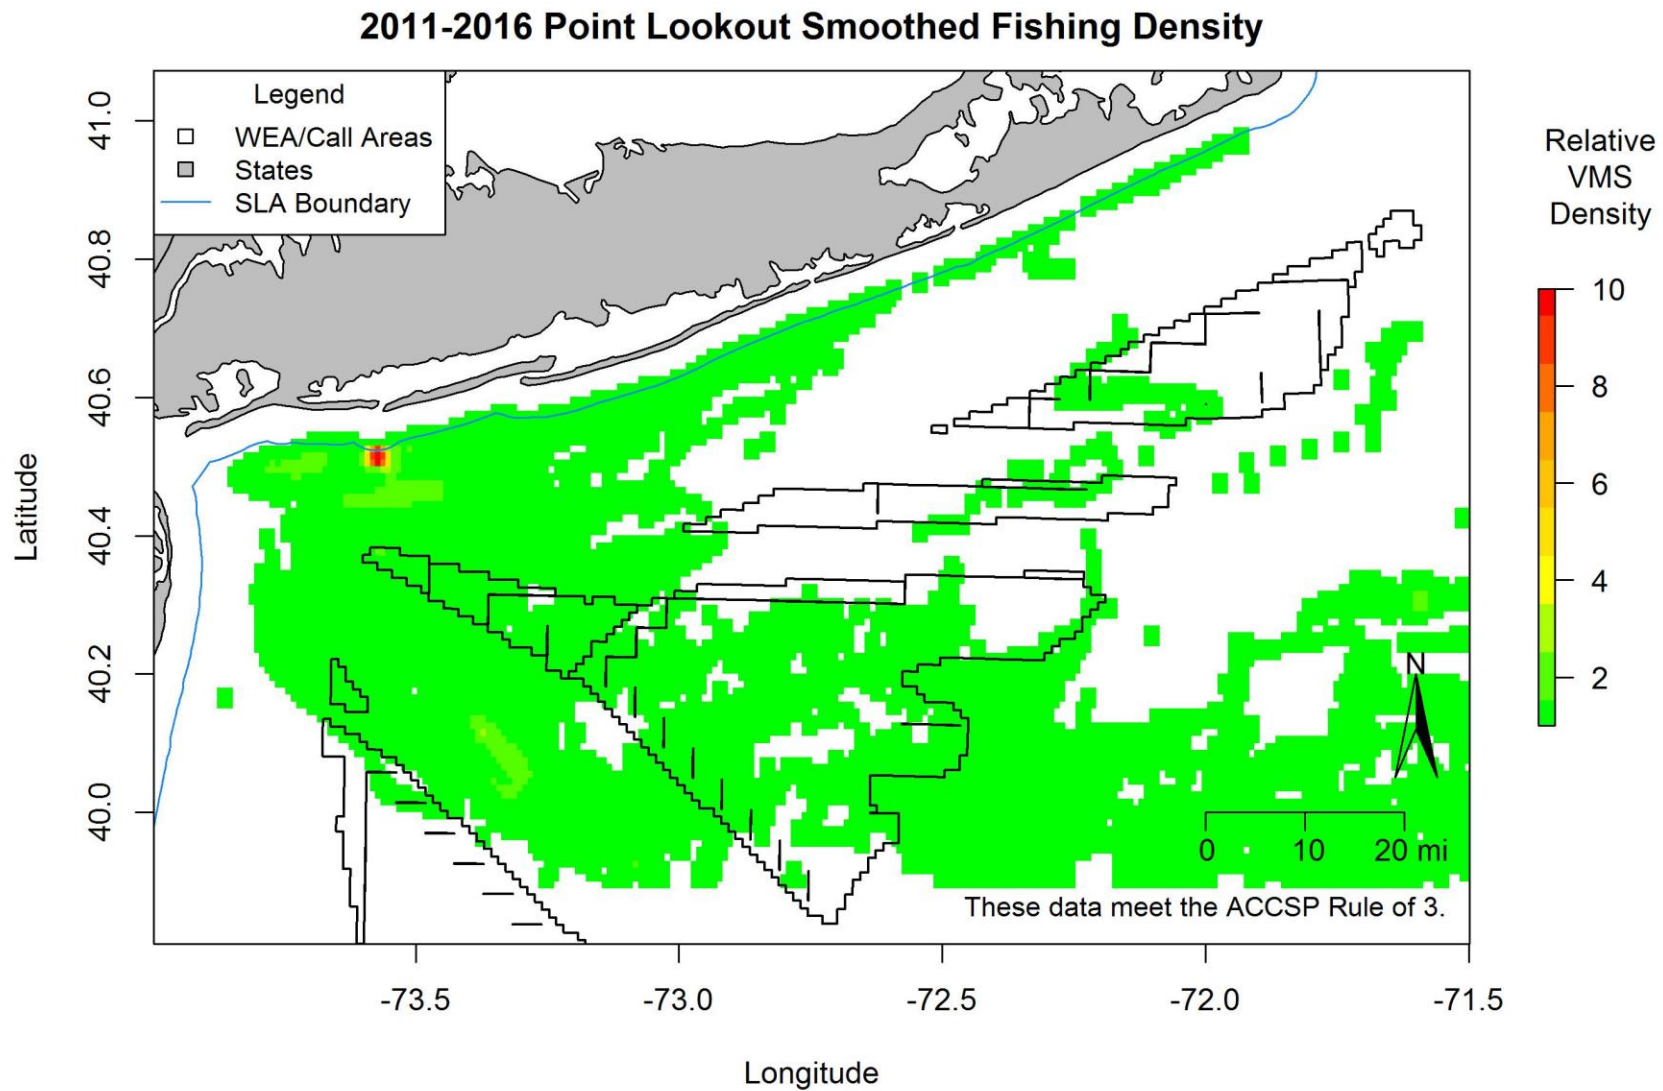 2011-2016 Point Lookout Smoothed Fishing Density
Legend
WEA/Call Areas
States
SLA Boundary
Latitude
41.0
40.8
40.6
40.4
40.2
40.0
Relative
VMS
Density
10
8
6
4
2
N
0 10 20 mi
These data meet the ACCSP Rule of 3.
-73.5 -73.0 -72.5 -72.0 -71.5
Longitude